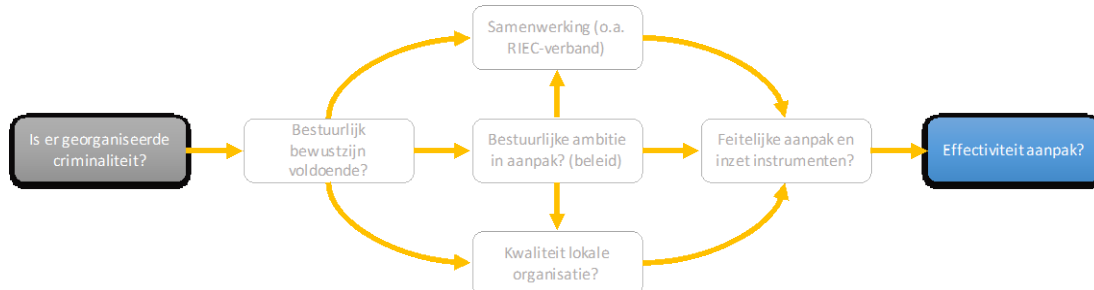 Samenwerking (o.a.
RIEC-verband)
Is er georganiseerde
criminaliteit?
Bestuurlijk
bewustzijn
voldoende?
Bestuurlijke ambitie
in aanpak? (beleid)
Feitelijke aanpak en
inzet instrumenten?
Effectiviteit aanpak?
Kwaliteit lokale
organisatie?